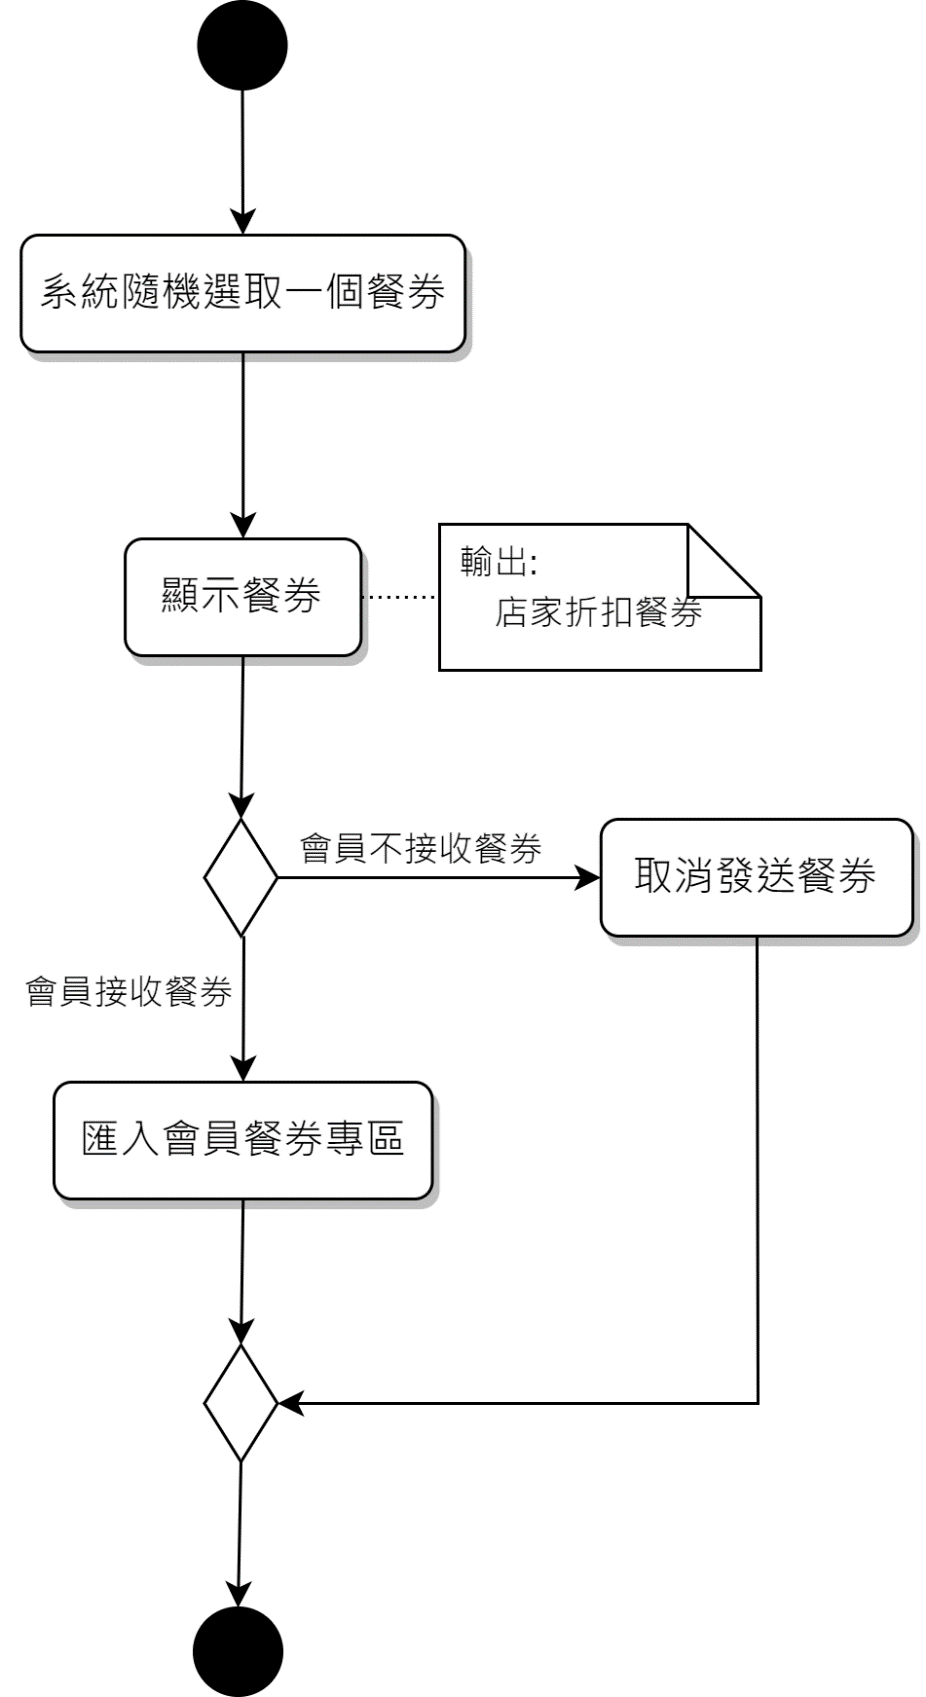 系統隨機選取一個餐券
顯示餐券
輸出:
店家折扣餐券
會員不接收餐券
取消發送餐券
會員接收餐券
匯入會員餐券專區